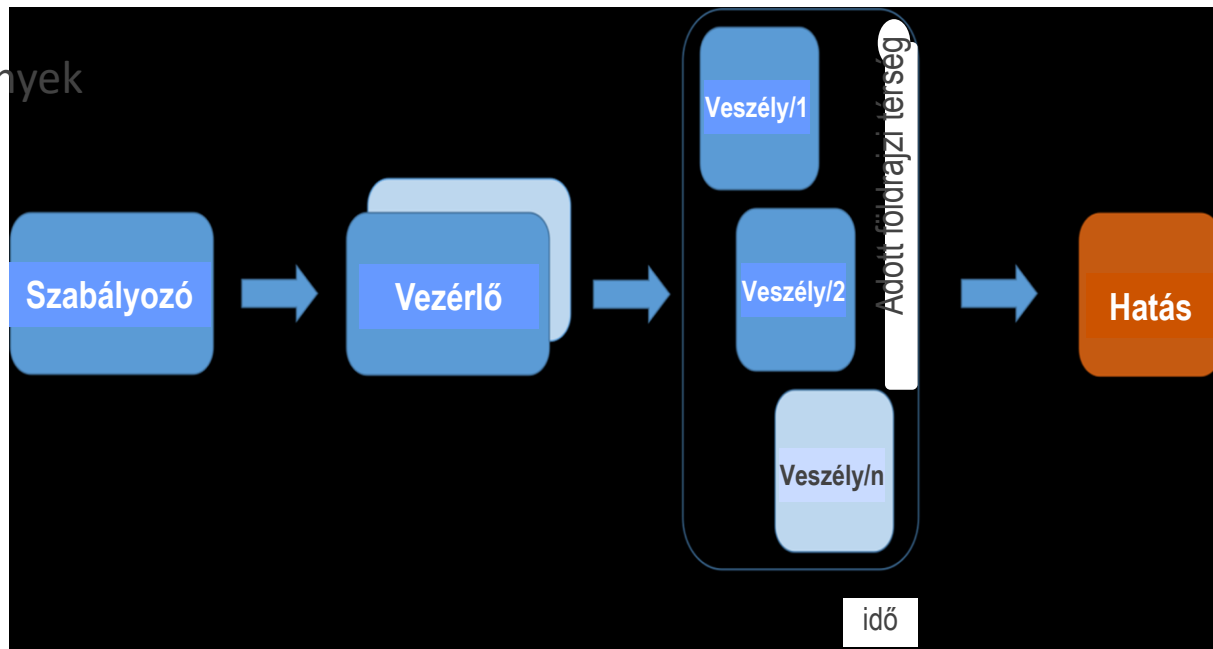 nyek
Szabályozó
Vezérlő
Veszély/1
Veszély/2
Veszély/n
Adott földrajzi térség
Hatás
idő